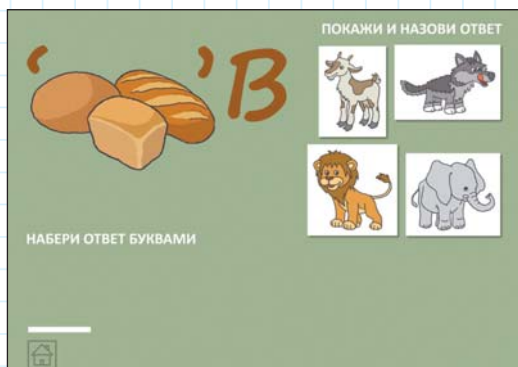 ПОКАЖИ И НАЗОВИ ОТВЕТ
‘ ’В
НАБЕРИ ОТВЕТ БУКВАМИ